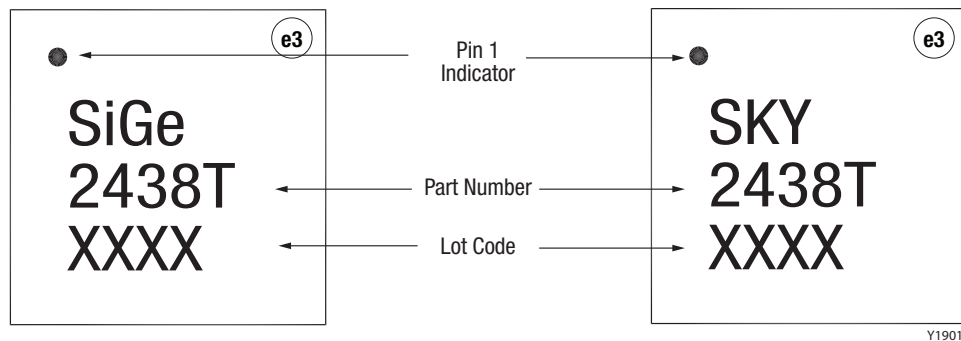 e3
Pin 1
Indicator
e3
SiGe
2438T
XXXX
Part Number
Lot Code
SKY
2438T
XXXX
Y1901